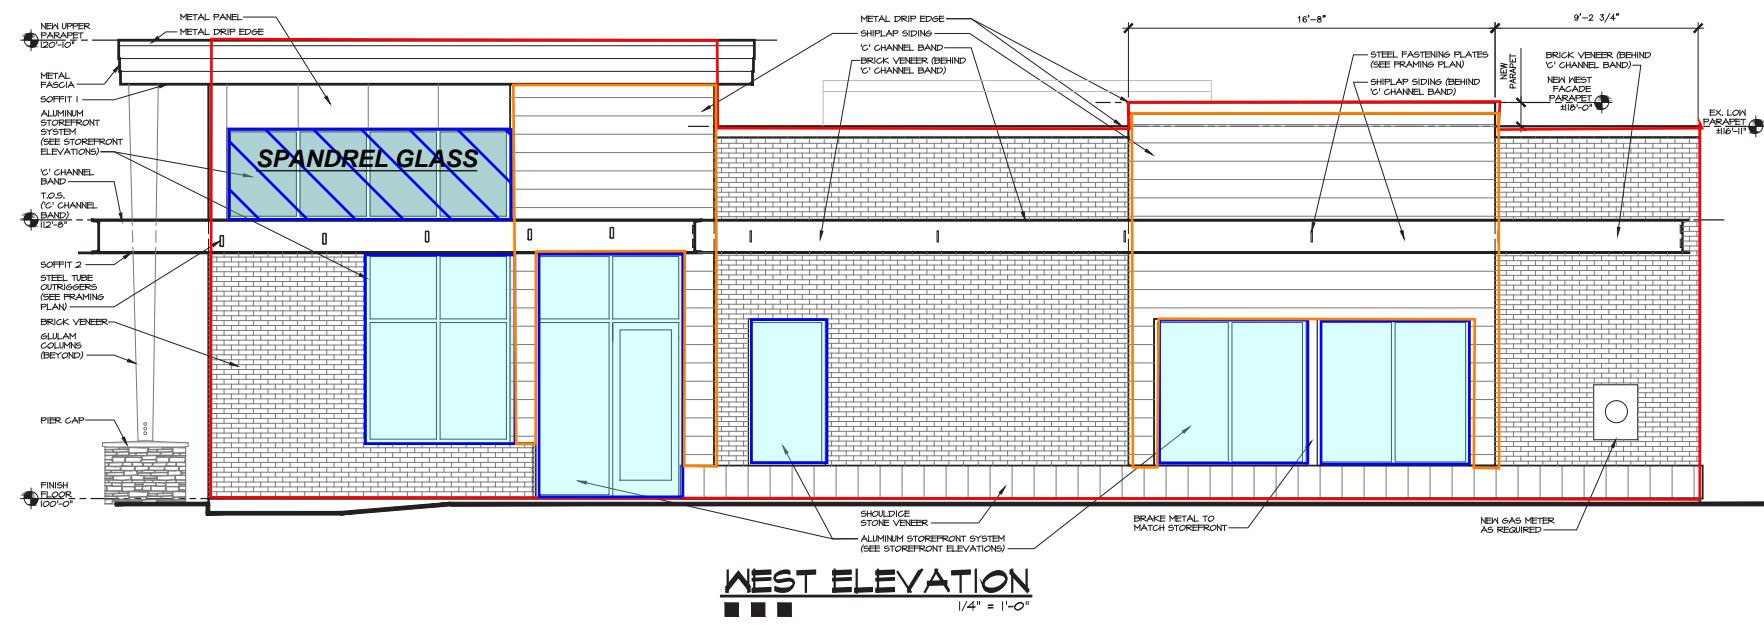 METAL PANEL
METAL DRIP EDGE
NEW UPPER
PARAPET
120'-10"
METAL
FASCIA
SOFFIT 1
ALUMINUM
STOREFRONT
SYSTEM
(SEE STOREFRONT
ELEVATIONS)
'C' CHANNEL
BAND
T.O.S.
('C' CHANNEL
BAND)
112'-8"
SOFFIT 2
STEEL TUBE
OUTRIGGERS
(SEE FRAMING
PLAN)
BRICK VENEER
GLULAM
COLUMNS
(BEYOND)
PIER CAP
FINISH
FLOOR
100'-0"
SPANDREL GLASS
METAL DRIP EDGE
SHIPLAP SIDING
'C' CHANNEL BAND
BRICK VENEER (BEHIND
'C' CHANNEL BAND)
16'-8"
9'-2 3/4"
STEEL FASTENING PLATES
(SEE FRAMING PLAN)
SHIPLAP SIDING (BEHIND
'C' CHANNEL BAND)
NEW
PARAPET
BRICK VENEER (BEHIND
'C' CHANNEL BAND)
NEW WEST
FACADE
PARAPET
±118'-0"
EX. LOW
PARAPET
±116'-11"
SHOULDICE
STONE VENEER
ALUMINUM STOREFRONT SYSTEM
(SEE STOREFRONT ELEVATIONS)
BRAKE METAL TO
MATCH STOREFRONT
NEW GAS METER
AS REQUIRED
WEST ELEVATION
1/4" = 1'-0"